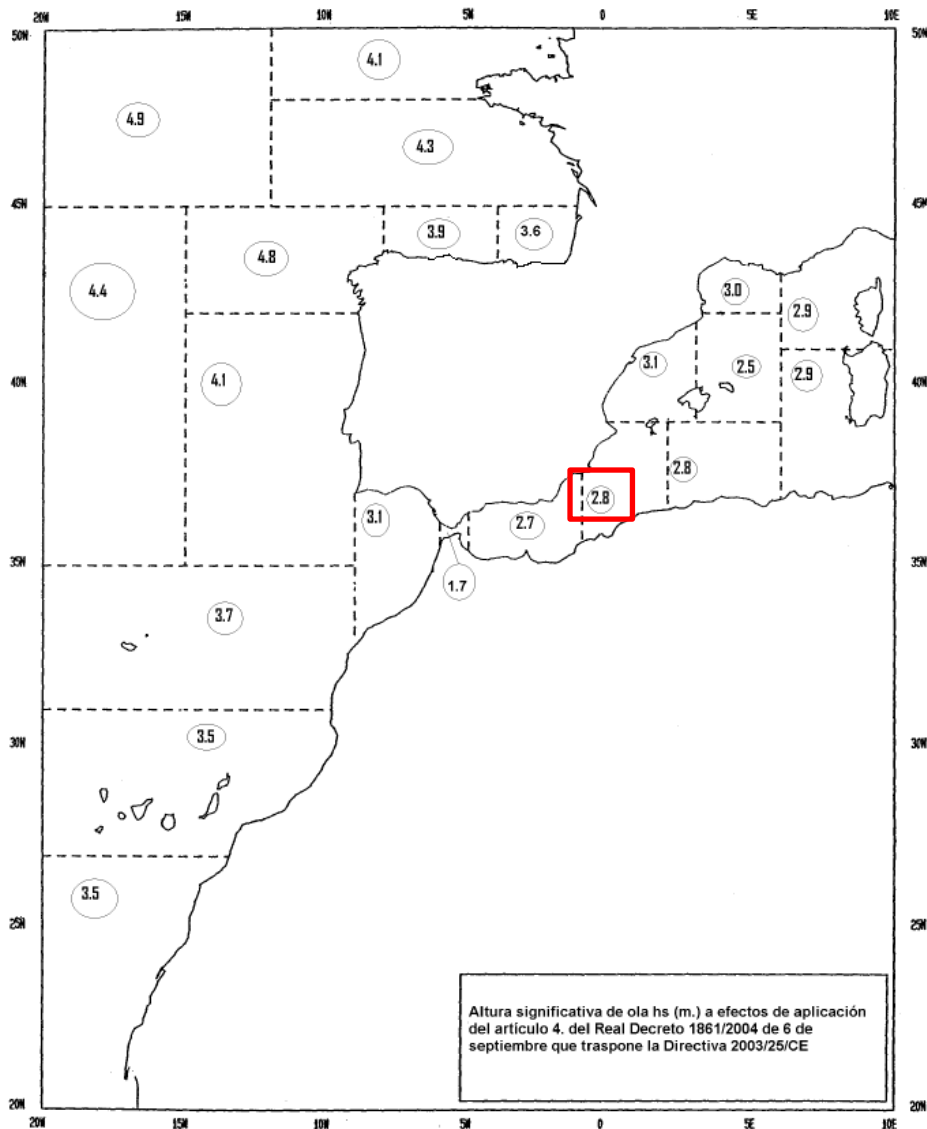 20W 15W 10W 5W 0 5E 10E
50N 50N
4.1
4.9
4.3
45N 45N
3.9 3.6
4.8
4.4
3.0
2.9
3.1 2.5
2.9
4.1
40N 40N
2.8
2.8
3.1 2.7
35N 35N
1.7
3.7
3.5
30N 30N
3.5
25N 25N
Altura significativa de ola hs (m.) a efectos de aplicación
del artículo 4. del Real Decreto 1861/2004 de 6 de
septiembre que traspone la Directiva 2003/25/CE
20N 20N
20W 15W 10W 5W 0 5E 10E